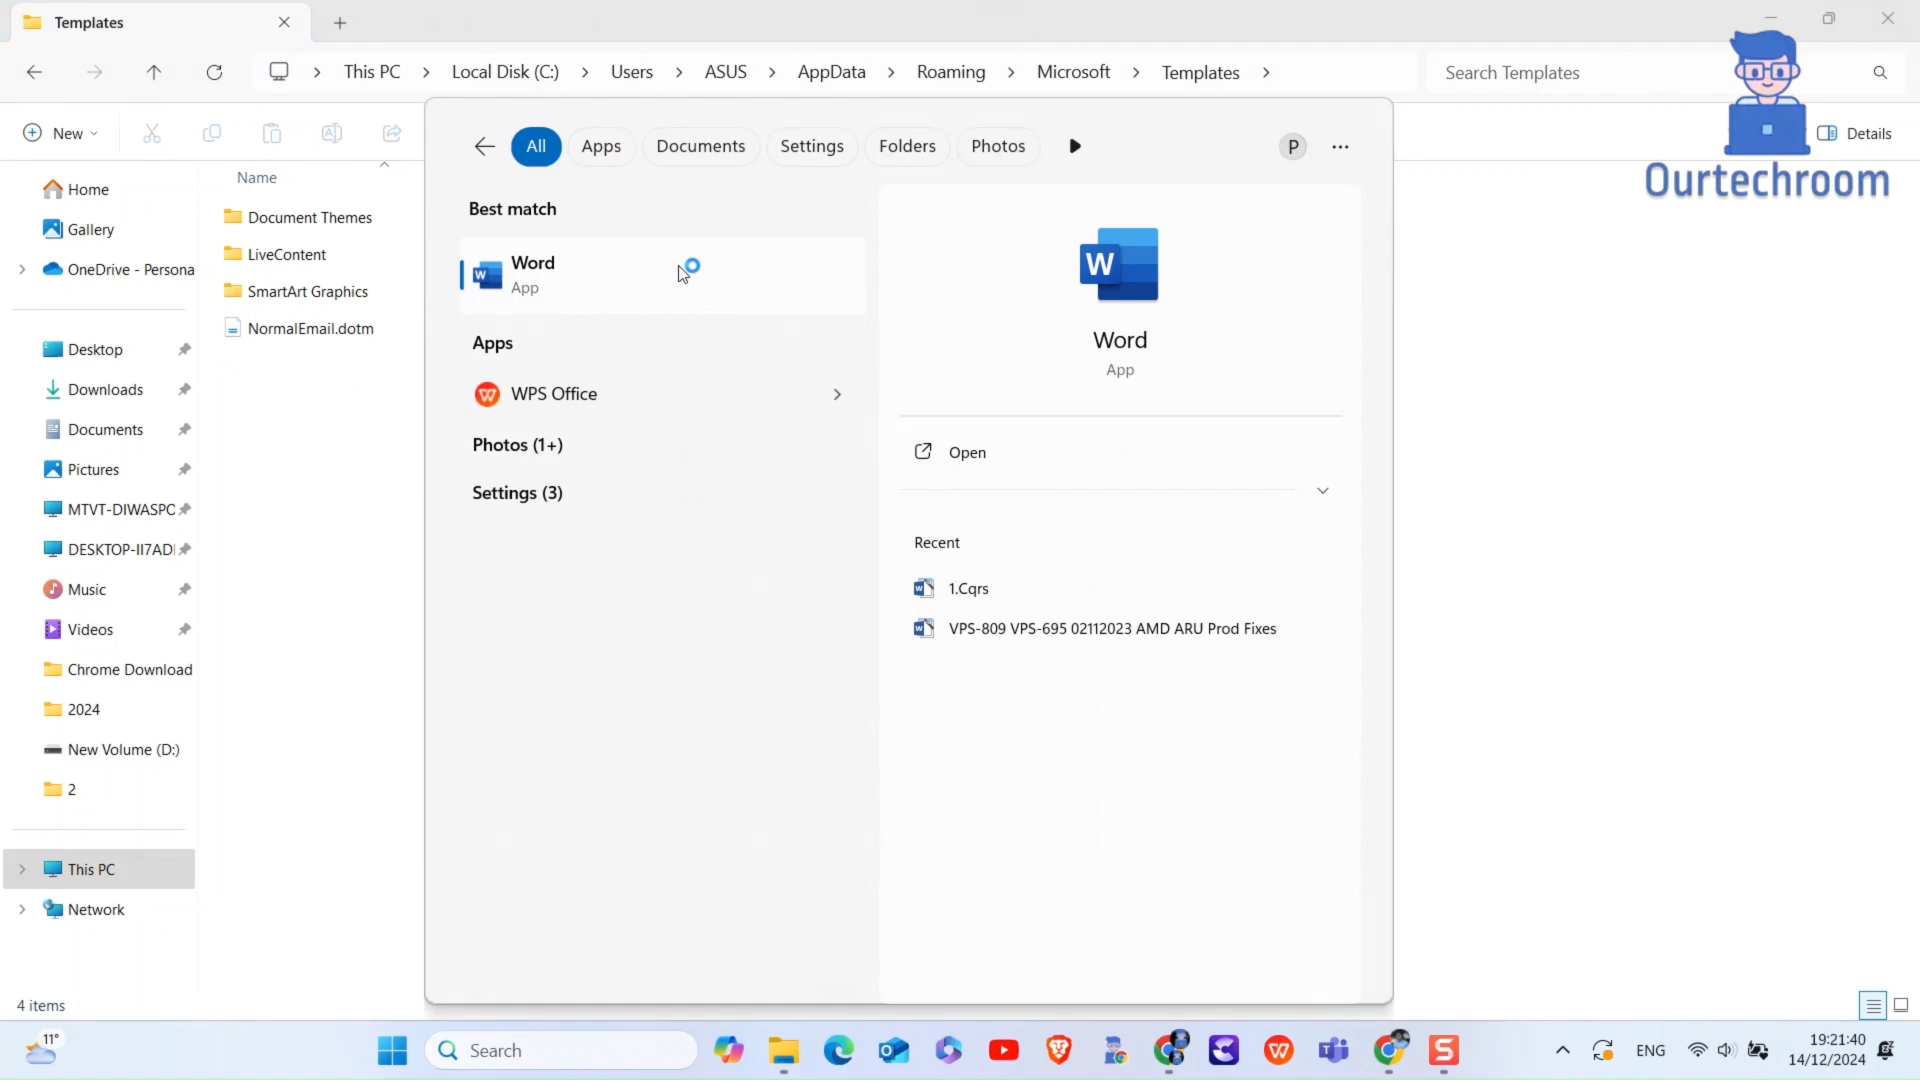 Templates
This PC > Local Disk (C:) > Users > ASUS > AppData > Roaming > Microsoft > Templates >
Search Templates
New
Details
Ourtechroom
Home
Gallery
OneDrive - Persona
Desktop
Downloads
Documents
Pictures
MTVT-DIWASPC
DESKTOP-II7ADI
Music
Videos
Chrome Download
2024
New Volume (D:)
2
This PC
Network
4 items
Name
Document Themes
LiveContent
SmartArt Graphics
NormalEmail.dotm
All Apps Documents Settings Folders Photos
P
Best match
Word
App
Apps
WPS Office
Photos (1+)
Settings (3)
Word
App
Open
Recent
1.Cqrs
VPS-809 VPS-695 02112023 AMD ARU Prod Fixes
11°
Search
ENG
19:21:40
14/12/2024